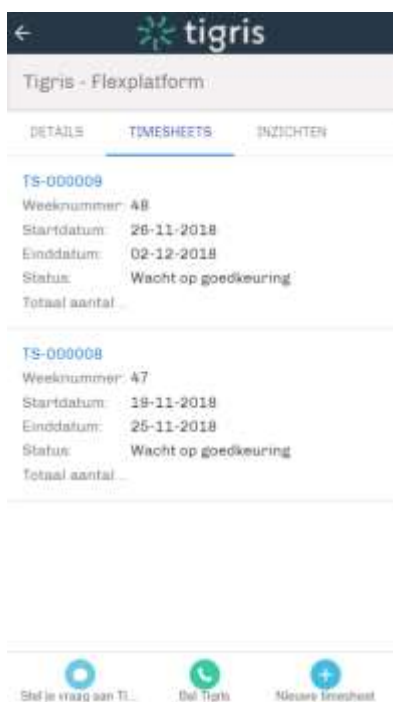 tigris
Tigris - Flexplatform
DETAILS TIMESHEETS INZICHTEN
TS-000009
Weeknummer: 48
Startdatum: 26-11-2018
Einddatum: 02-12-2018
Status: Wacht op goedkeuring
Totaal aantal ...
TS-000008
Weeknummer: 47
Startdatum: 19-11-2018
Einddatum: 25-11-2018
Status: Wacht op goedkeuring
Totaal aantal ...
Stel je vraag aan Ti... Bel Tigris Nieuwe timesheet